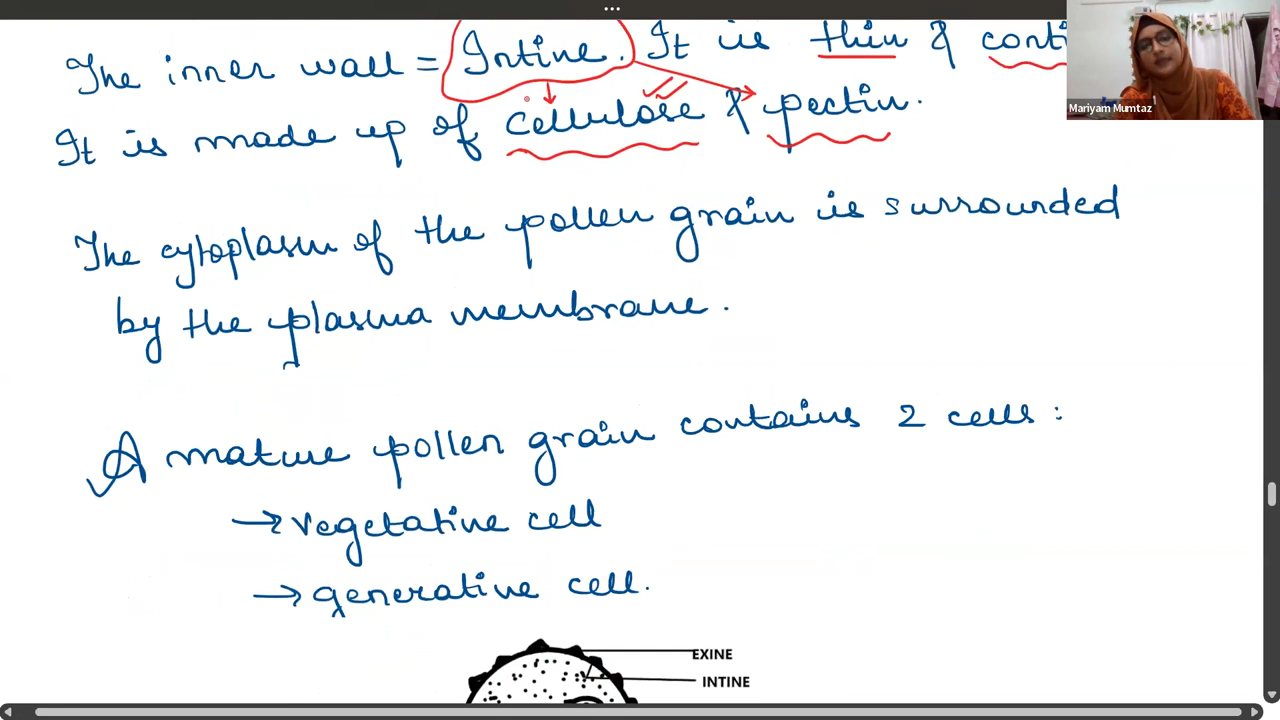 The inner wall = Intine. It is thin & conti
Mariyam Mumtaz
It is made up of cellulose & pectin.
The cytoplasm of the pollen grain is surrounded
by the plasma membrane.
A mature pollen grain contains 2 cells:
→ vegetative cell
→ generative cell.
EXINE
INTINE